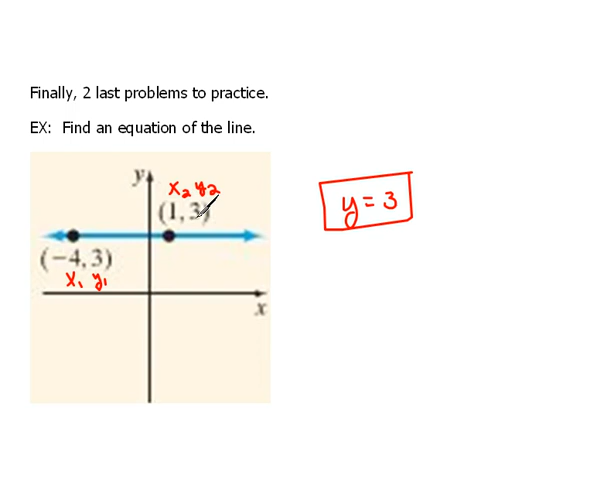 Finally, 2 last problems to practice.
EX: Find an equation of the line.
y
x₂ y₂
(1, 3)
y = 3
(−4, 3)
x₁ y₁
x